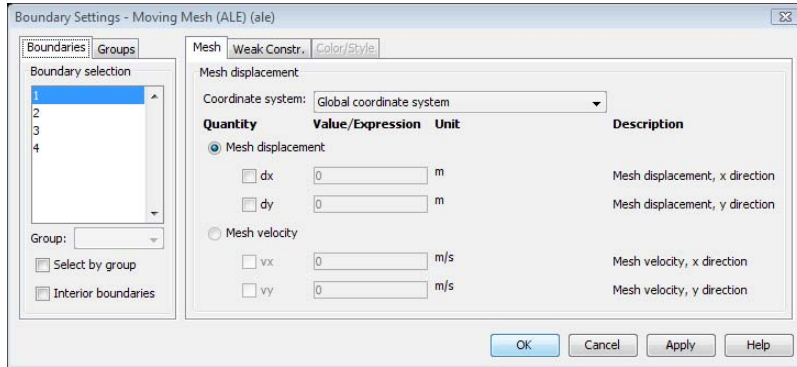 Boundary Settings - Moving Mesh (ALE) (ale)
Boundaries Groups
Boundary selection
1
2
3
4
Group:
Select by group
Interior boundaries
Mesh Weak Constr. Color/Style
Mesh displacement
Coordinate system: Global coordinate system
Quantity Value/Expression Unit Description
Mesh displacement
dx 0 m Mesh displacement, x direction
dy 0 m Mesh displacement, y direction
Mesh velocity
vx 0 m/s Mesh velocity, x direction
vy 0 m/s Mesh velocity, y direction
OK Cancel Apply Help